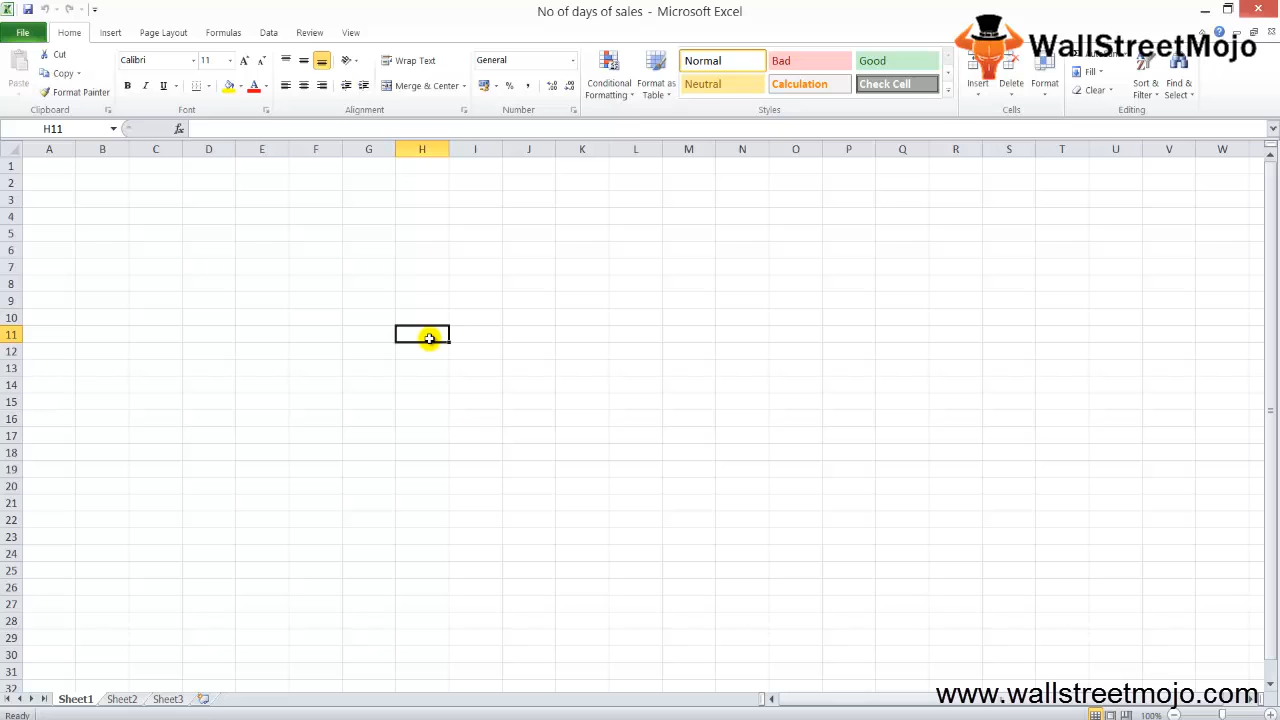 No of days of sales - Microsoft Excel
WallStreetMojo
File Home Insert Page Layout Formulas Data Review View
Paste
Cut
Copy
Format Painter
Calibri 11
B I U
Wrap Text
Merge & Center
General
Conditional Formatting
Format as Table
Normal Bad Good
Neutral Calculation Check Cell
Insert Delete Format
Fill
Clear
Sort & Filter
Find & Select
Clipboard Font Alignment Number Styles Cells Editing
H11 fx
A B C D E F G H I J K L M N O P Q R S T U V W
1
2
3
4
5
6
7
8
9
10
11
12
13
14
15
16
17
18
19
20
21
22
23
24
25
26
27
28
29
30
31
32
Sheet1 Sheet2 Sheet3
www.wallstreetmojo.com
Ready 100%